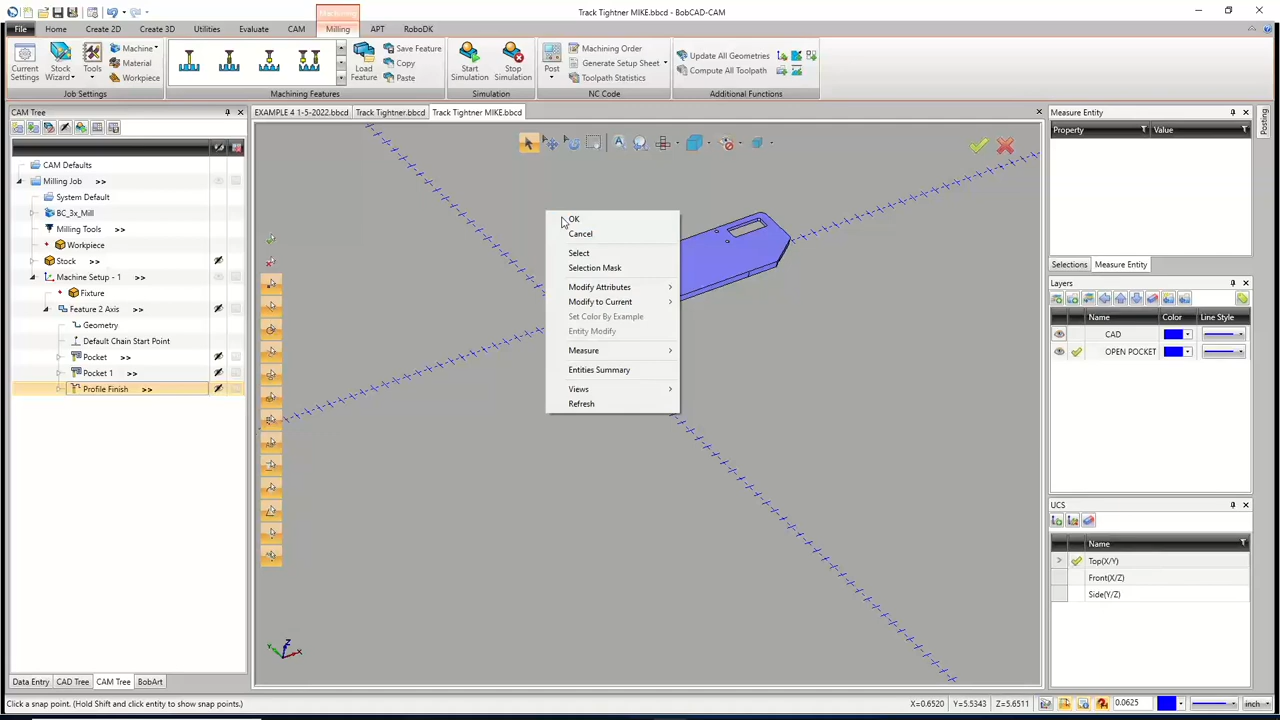 Track Tightner MIKE.bbcd - BobCAD-CAM
Machining
File Home Create 2D Create 3D Utilities Evaluate CAM Milling APT RoboDK
Current Settings
Stock Wizard
Tools
Machine
Material
Workpiece
Job Settings
Machining Features
Load Feature
Save Feature
Copy
Paste
Start Simulation
Stop Simulation
Simulation
Post
Machining Order
Generate Setup Sheet
Toolpath Statistics
NC Code
Update All Geometries
Compute All Toolpath
Additional Functions
CAM Tree
EXAMPLE 4 1-5-2022.bbcd Track Tightner.bbcd Track Tightner MIKE.bbcd
CAM Defaults
Milling Job >>
System Default
BC_3x_Mill
Milling Tools >>
Workpiece
Stock >>
Machine Setup - 1 >>
Fixture
Feature 2 Axis >>
Geometry
Default Chain Start Point
Pocket >>
Pocket 1 >>
Profile Finish >>
Data Entry CAD Tree CAM Tree BobArt
OK
Cancel
Select
Selection Mask
Modify Attributes
Modify to Current
Set Color By Example
Entity Modify
Measure
Entities Summary
Views
Refresh
Z
Y
X
Measure Entity
Property Value
Selections Measure Entity
Posting
Layers
Name Color Line Style
CAD
OPEN POCKET
UCS
Name
Top(X/Y)
Front(X/Z)
Side(Y/Z)
Click a snap point. (Hold Shift and click entity to show snap points.)
X=0.6520 Y=5.5343 Z=5.6511
0.0625
inch